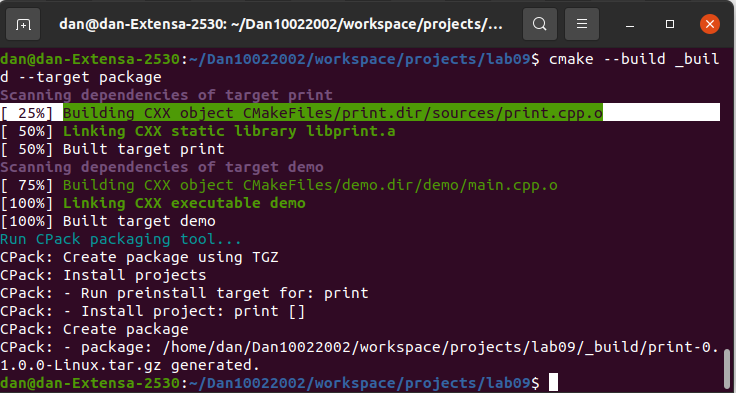 dan@dan-Extensa-2530: ~/Dan10022002/workspace/projects/...
dan@dan-Extensa-2530:~/Dan10022002/workspace/projects/lab09$ cmake --build _buil
d --target package
Scanning dependencies of target print
[ 25%] Building CXX object CMakeFiles/print.dir/sources/print.cpp.o
[ 50%] Linking CXX static library libprint.a
[ 50%] Built target print
Scanning dependencies of target demo
[ 75%] Building CXX object CMakeFiles/demo.dir/demo/main.cpp.o
[100%] Linking CXX executable demo
[100%] Built target demo
Run CPack packaging tool...
CPack: Create package using TGZ
CPack: Install projects
CPack: - Run preinstall target for: print
CPack: - Install project: print []
CPack: Create package
CPack: - package: /home/dan/Dan10022002/workspace/projects/lab09/_build/print-0.
1.0.0-Linux.tar.gz generated.
dan@dan-Extensa-2530:~/Dan10022002/workspace/projects/lab09$